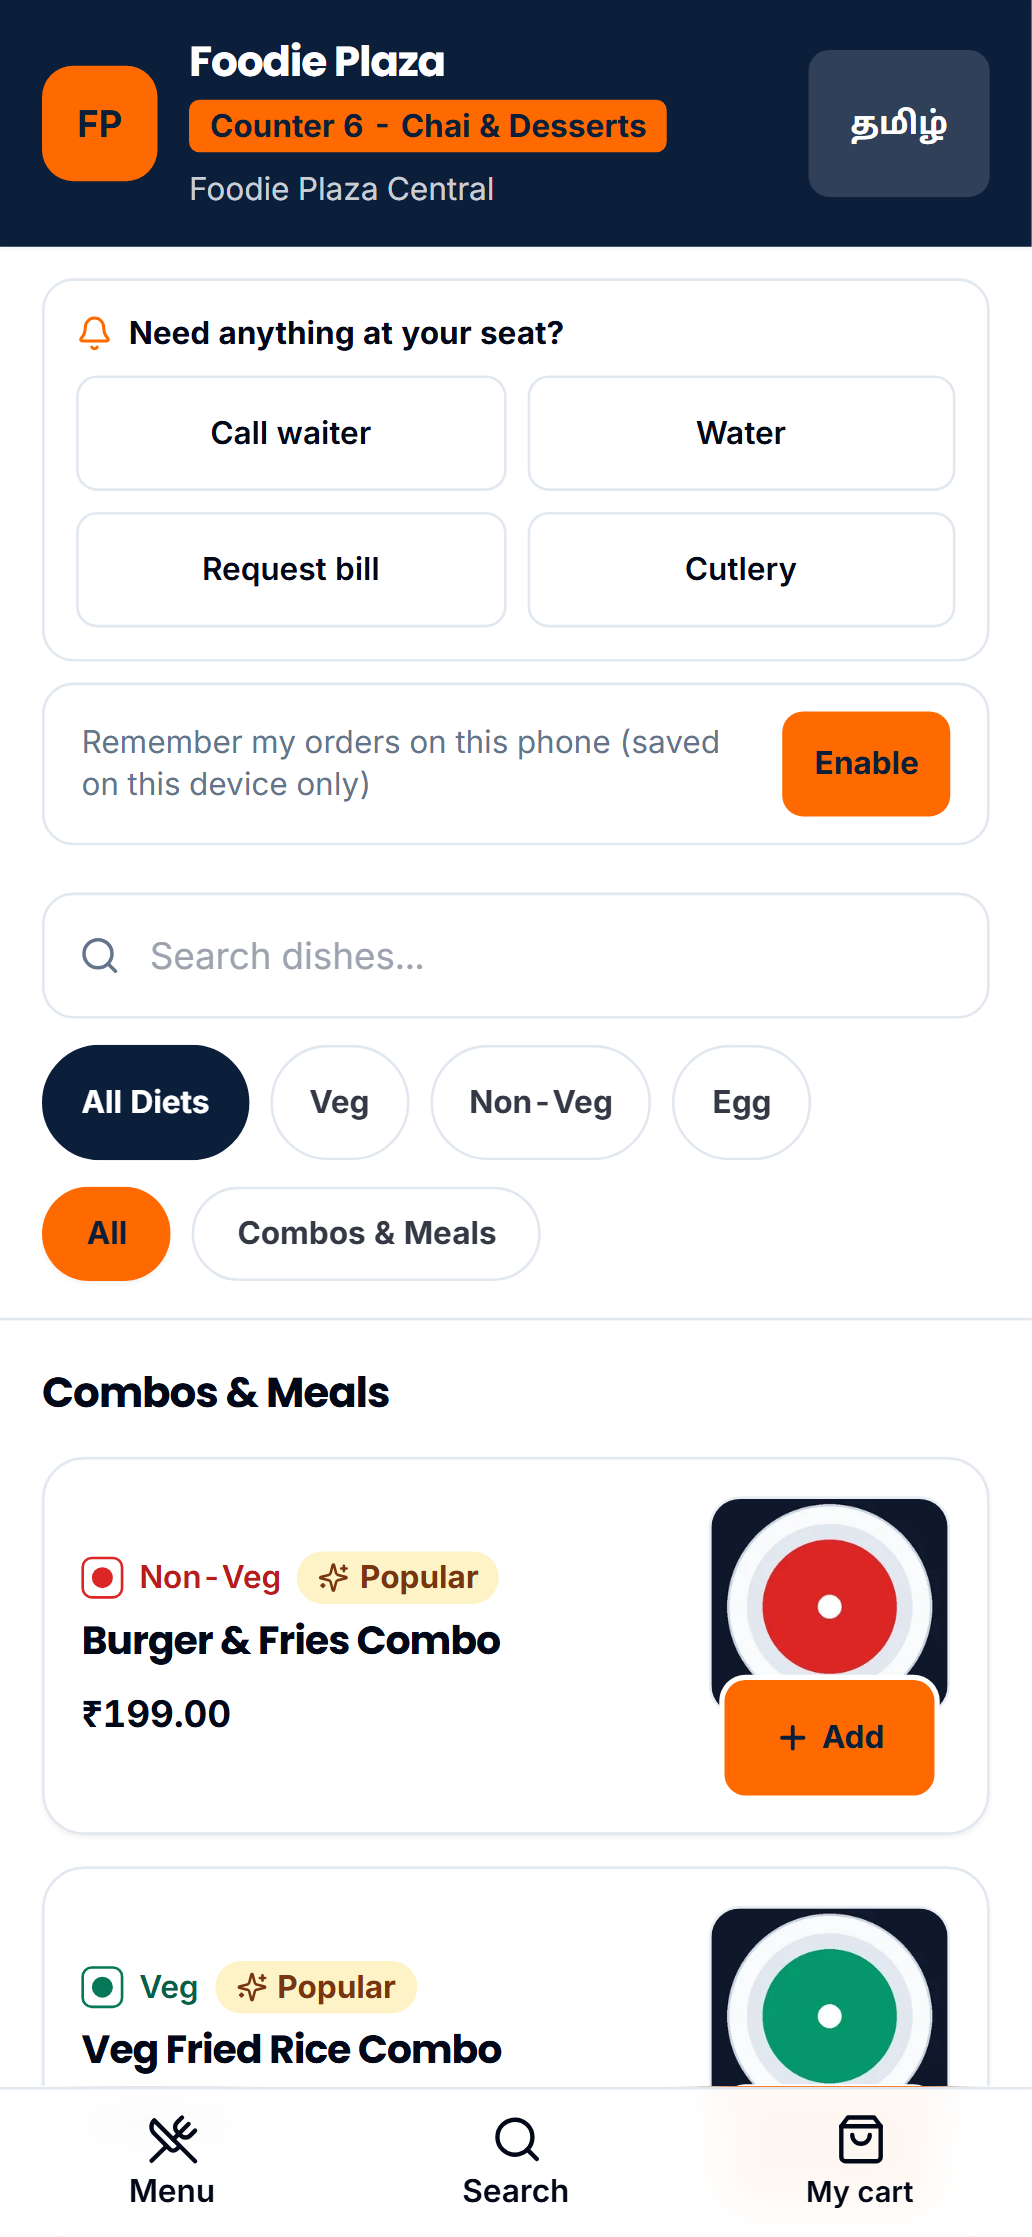 FP
Foodie Plaza
Counter 6 - Chai & Desserts
Foodie Plaza Central
தமிழ்
Need anything at your seat?
Call waiter
Water
Request bill
Cutlery
Remember my orders on this phone (saved
on this device only)
Enable
Search dishes...
All Diets
Veg
Non-Veg
Egg
All
Combos & Meals
Combos & Meals
Non-Veg
Popular
Burger & Fries Combo
₹199.00
+ Add
Veg
Popular
Veg Fried Rice Combo
Menu
Search
My cart